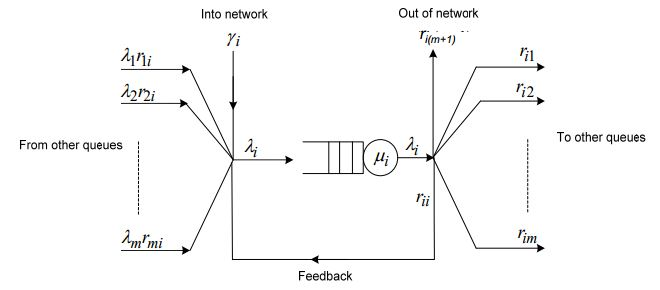 Into network
Out of network
γi
ri(m+1)
λ1r1i
ri1
λ2r2i
ri2
From other queues
λi
μi
λi
To other queues
rii
λmrmi
rim
Feedback